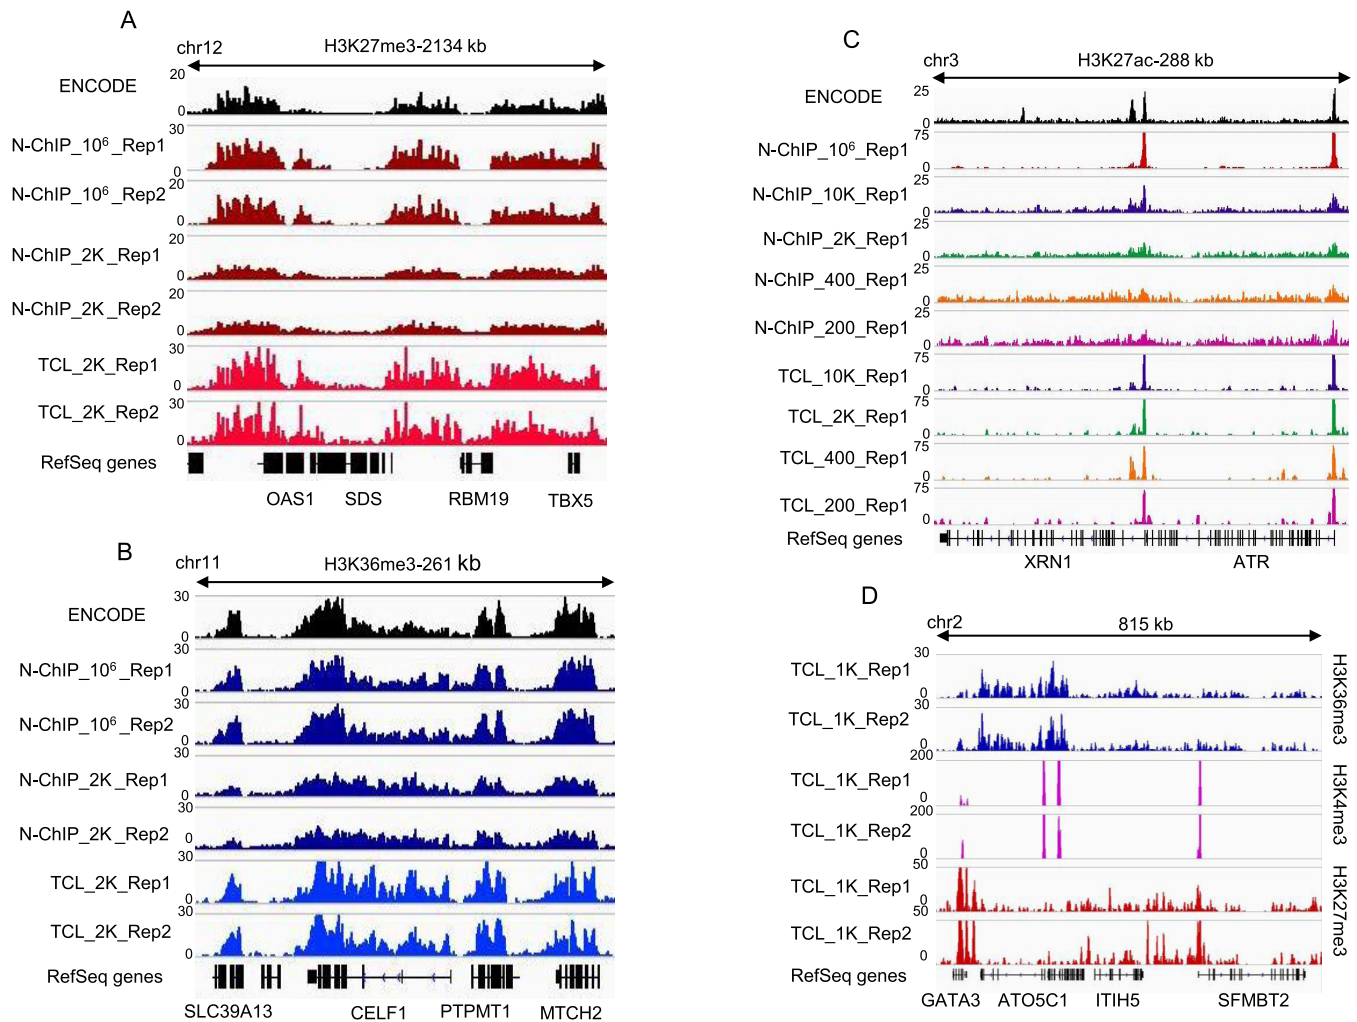 A
chr12
H3K27me3-2134 kb
ENCODE
20
0
N-ChIP_10⁶_Rep1
30
0
N-ChIP_10⁶_Rep2
20
0
N-ChIP_2K_Rep1
20
0
N-ChIP_2K_Rep2
20
0
TCL_2K_Rep1
30
0
TCL_2K_Rep2
30
0
RefSeq genes
OAS1 SDS RBM19 TBX5
B
chr11
H3K36me3-261 kb
ENCODE
30
0
N-ChIP_10⁶_Rep1
30
0
N-ChIP_10⁶_Rep2
30
0
N-ChIP_2K_Rep1
30
0
N-ChIP_2K_Rep2
30
0
TCL_2K_Rep1
30
0
TCL_2K_Rep2
30
0
RefSeq genes
SLC39A13 CELF1 PTPMT1 MTCH2
C
chr3
H3K27ac-288 kb
ENCODE
25
0
N-ChIP_10⁶_Rep1
75
0
N-ChIP_10K_Rep1
25
0
N-ChIP_2K_Rep1
25
0
N-ChIP_400_Rep1
25
0
N-ChIP_200_Rep1
25
0
TCL_10K_Rep1
75
0
TCL_2K_Rep1
75
0
TCL_400_Rep1
75
0
TCL_200_Rep1
75
0
RefSeq genes
XRN1 ATR
D
chr2
815 kb
TCL_1K_Rep1
30
0
TCL_1K_Rep2
30
0
H3K36me3
TCL_1K_Rep1
200
0
TCL_1K_Rep2
200
0
H3K4me3
TCL_1K_Rep1
50
0
TCL_1K_Rep2
50
0
H3K27me3
RefSeq genes
GATA3 ATO5C1 ITIH5 SFMBT2